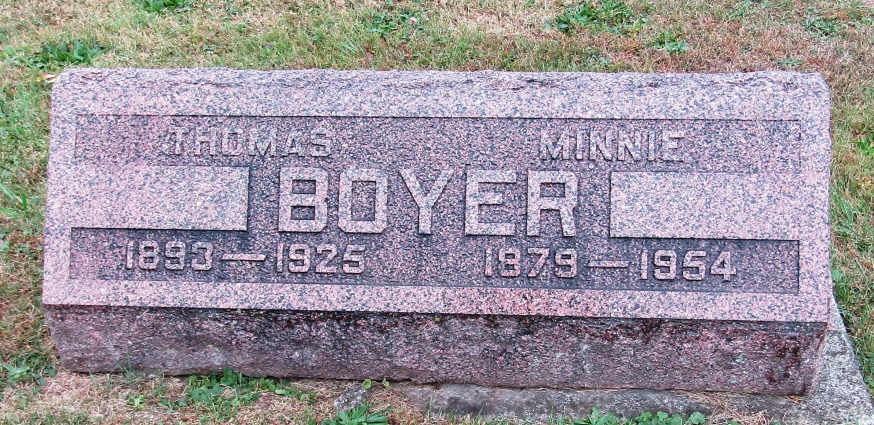 THOMAS MINNIE
BOYER
1893 — 1925 1879 — 1954